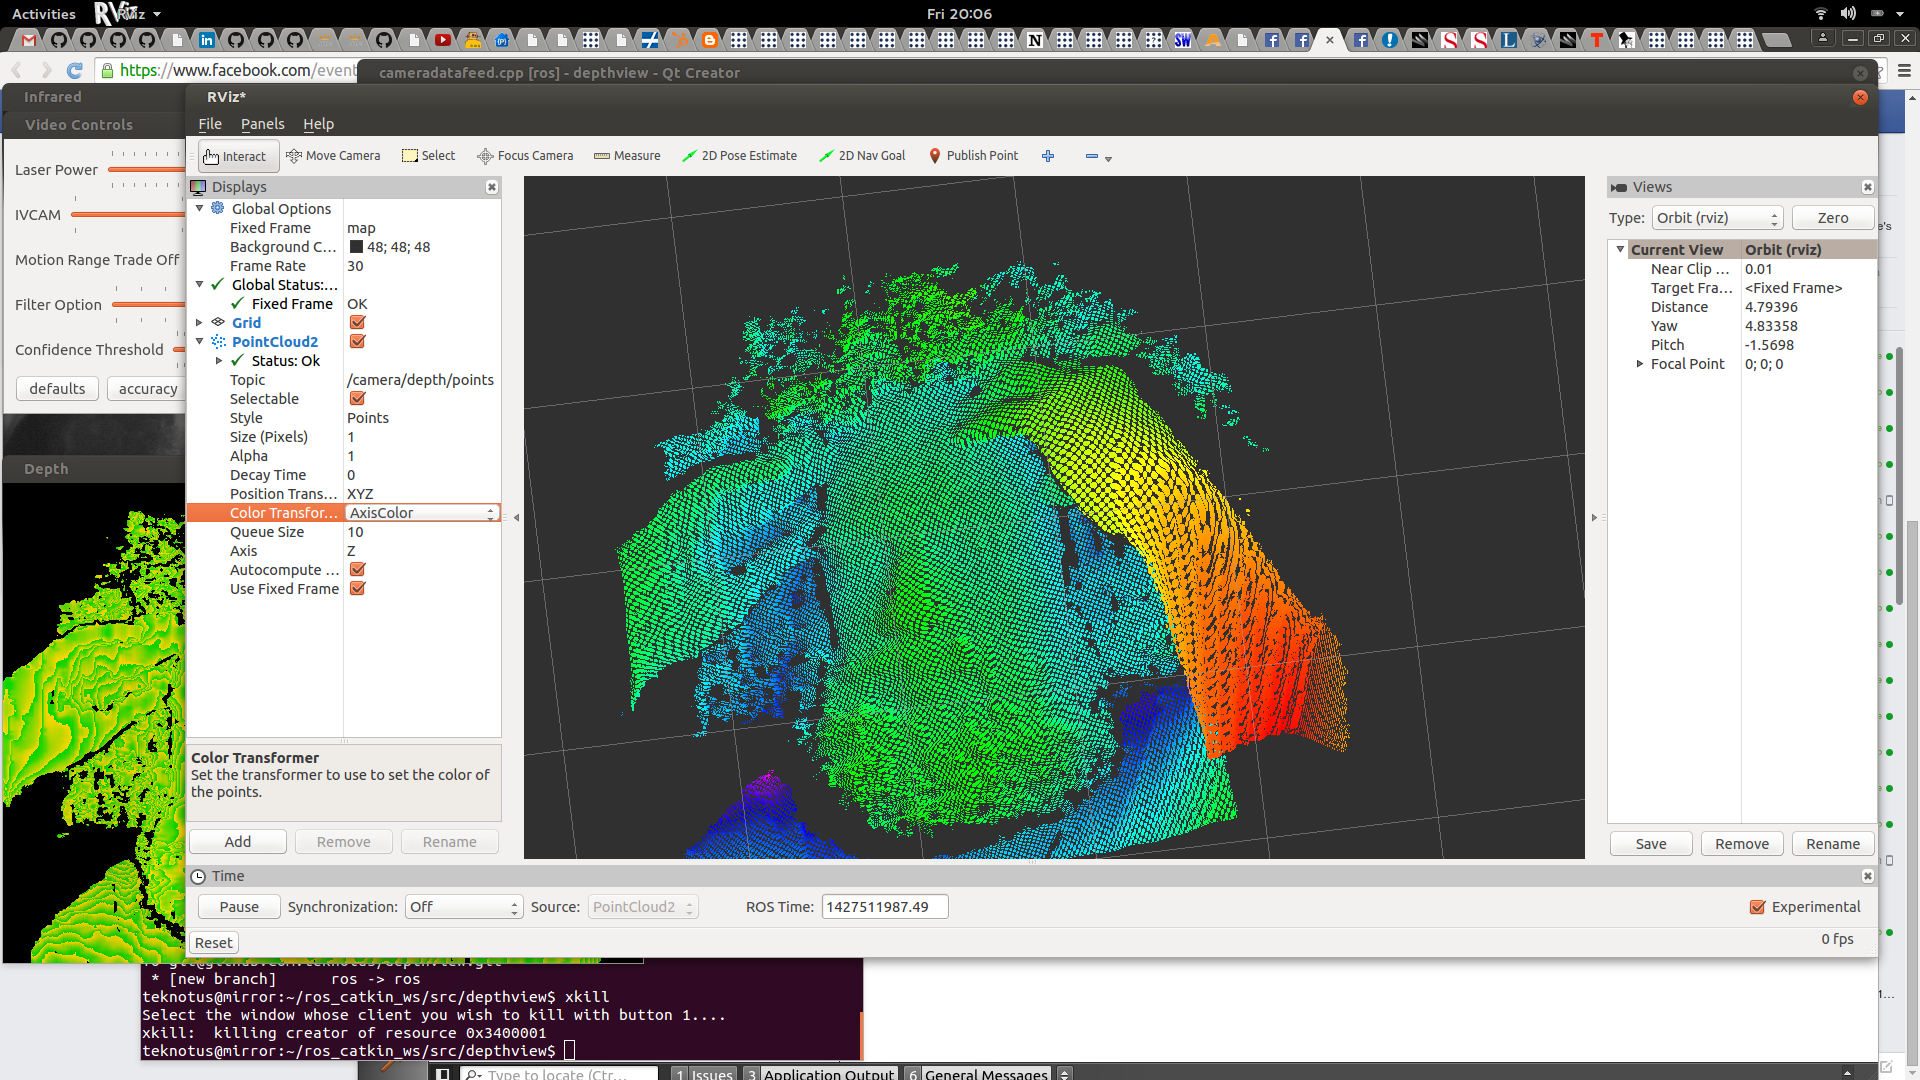 Activities
RViz
Fri 20:06
https://www.facebook.com/event
cameradatafeed.cpp [ros] - depthview - Qt Creator
Infrared
Video Controls
Laser Power
IVCAM
Motion Range Trade Off
Filter Option
Confidence Threshold
defaults
accuracy
Depth
RViz*
File Panels Help
Interact Move Camera Select Focus Camera Measure 2D Pose Estimate 2D Nav Goal Publish Point
Displays
Global Options
Fixed Frame map
Background C... 48; 48; 48
Frame Rate 30
Global Status:...
Fixed Frame OK
Grid
PointCloud2
Status: Ok
Topic /camera/depth/points
Selectable
Style Points
Size (Pixels) 1
Alpha 1
Decay Time 0
Position Trans... XYZ
Color Transfor... AxisColor
Queue Size 10
Axis Z
Autocompute ...
Use Fixed Frame
Color Transformer
Set the transformer to use to set the color of
the points.
Add Remove Rename
Views
Type: Orbit (rviz) Zero
Current View Orbit (rviz)
Near Clip ... 0.01
Target Fra... <Fixed Frame>
Distance 4.79396
Yaw 4.83358
Pitch -1.5698
Focal Point 0; 0; 0
Save Remove Rename
Time
Pause Synchronization: Off Source: PointCloud2 ROS Time: 1427511987.49 Experimental
Reset 0 fps
* [new branch] ros -> ros
teknotus@mirror:~/ros_catkin_ws/src/depthview$ xkill
Select the window whose client you wish to kill with button 1....
xkill: killing creator of resource 0x3400001
teknotus@mirror:~/ros_catkin_ws/src/depthview$
Type to locate (Ctr... 1 Issues 3 Application Output 6 General Messages